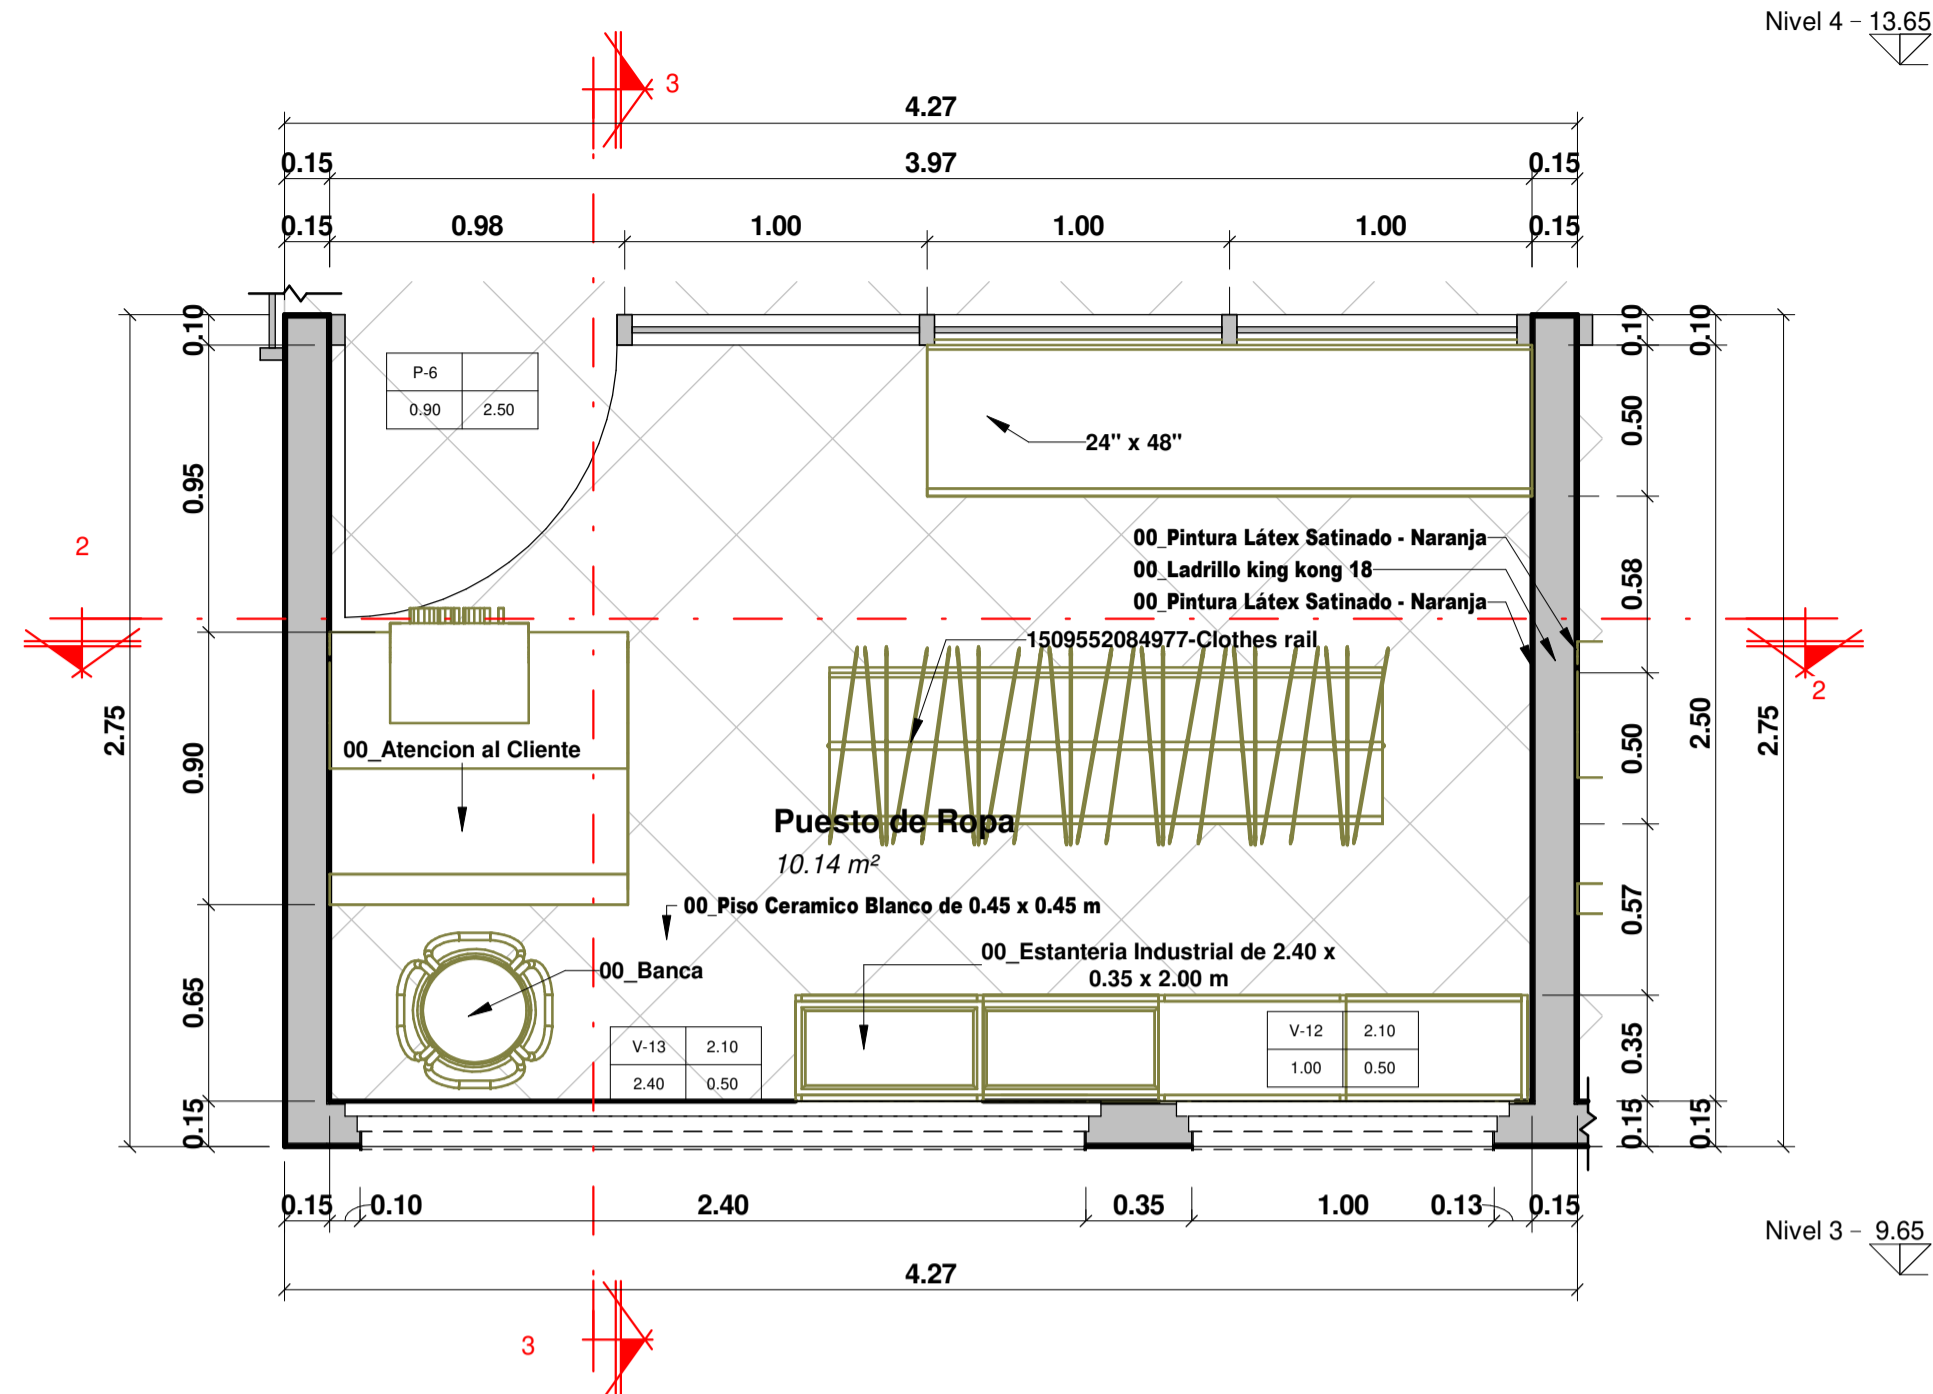 Nivel 4 - 13.65
3
4.27
0.15 3.97 0.15
0.15 0.98 1.00 1.00 1.00 0.15
0.10
0.95
0.90
0.65
0.15
2.75
2
P-6
0.90 2.50
24" x 48"
00_Pintura Látex Satinado - Naranja
00_Ladrillo king kong 18
00_Pintura Látex Satinado - Naranja
1509552084977-Clothes rail
00_Atencion al Cliente
Puesto de Ropa
10.14 m²
00_Piso Ceramico Blanco de 0.45 x 0.45 m
00_Banca
00_Estanteria Industrial de 2.40 x
0.35 x 2.00 m
V-13 2.10
2.40 0.50
V-12 2.10
1.00 0.50
0.10
0.50
0.58
0.50
0.57
0.35
0.15
0.10
2.50
0.15
2.75
2
0.15 0.10 2.40 0.35 1.00 0.13 0.15
4.27
3
Nivel 3 - 9.65